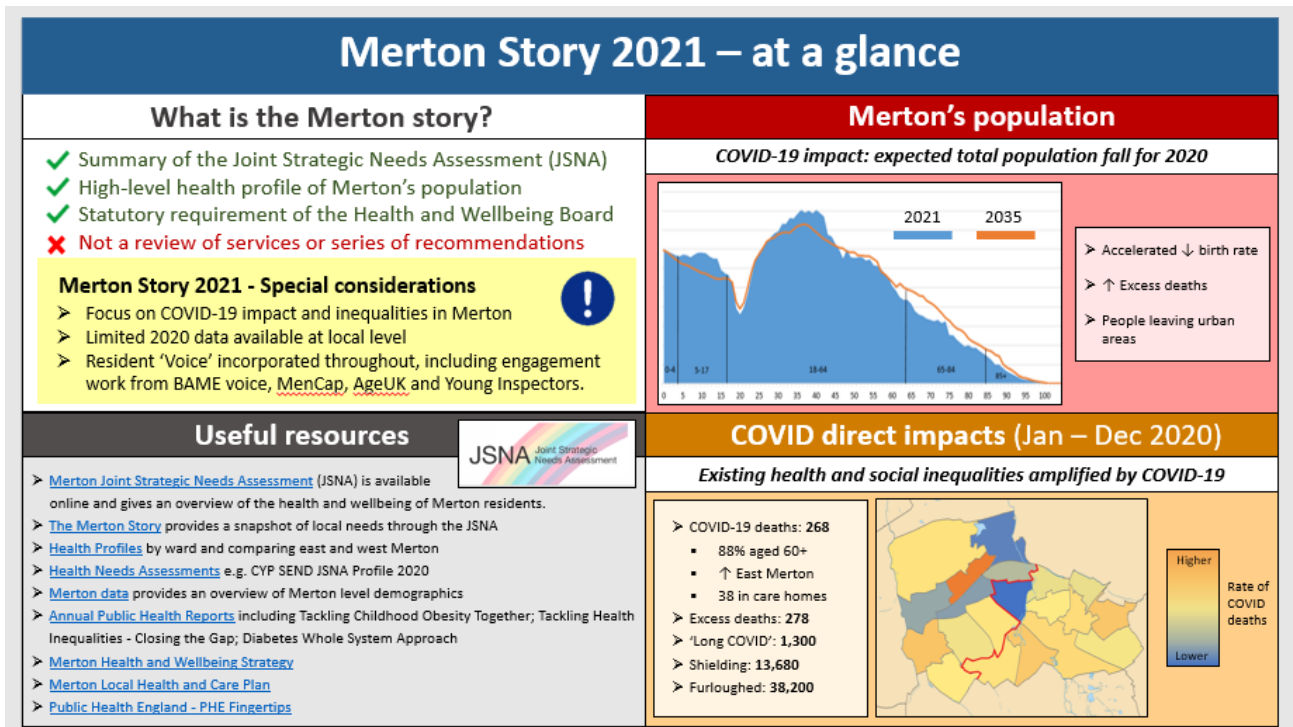 Merton Story 2021 – at a glance
What is the Merton story?
✓ Summary of the Joint Strategic Needs Assessment (JSNA)
✓ High-level health profile of Merton's population
✓ Statutory requirement of the Health and Wellbeing Board
✗ Not a review of services or series of recommendations
Merton Story 2021 - Special considerations
➤ Focus on COVID-19 impact and inequalities in Merton
➤ Limited 2020 data available at local level
➤ Resident 'Voice' incorporated throughout, including engagement
work from BAME voice, MenCap, AgeUK and Young Inspectors.
!
Merton's population
COVID-19 impact: expected total population fall for 2020
2021 2035
0-4 5-17 18-64 65-84 85+
0 5 10 15 20 25 30 35 40 45 50 55 60 65 70 75 80 85 90 95 100
➤ Accelerated ↓ birth rate
➤ ↑ Excess deaths
➤ People leaving urban
areas
Useful resources
JSNA Joint Strategic
Needs Assessment
➤ Merton Joint Strategic Needs Assessment (JSNA) is available
online and gives an overview of the health and wellbeing of Merton residents.
➤ The Merton Story provides a snapshot of local needs through the JSNA
➤ Health Profiles by ward and comparing east and west Merton
➤ Health Needs Assessments e.g. CYP SEND JSNA Profile 2020
➤ Merton data provides an overview of Merton level demographics
➤ Annual Public Health Reports including Tackling Childhood Obesity Together; Tackling Health
Inequalities - Closing the Gap; Diabetes Whole System Approach
➤ Merton Health and Wellbeing Strategy
➤ Merton Local Health and Care Plan
➤ Public Health England - PHE Fingertips
COVID direct impacts (Jan – Dec 2020)
Existing health and social inequalities amplified by COVID-19
➤ COVID-19 deaths: 268
▪ 88% aged 60+
▪ ↑ East Merton
▪ 38 in care homes
➤ Excess deaths: 278
➤ 'Long COVID': 1,300
➤ Shielding: 13,680
➤ Furloughed: 38,200
Higher
Lower
Rate of
COVID
deaths